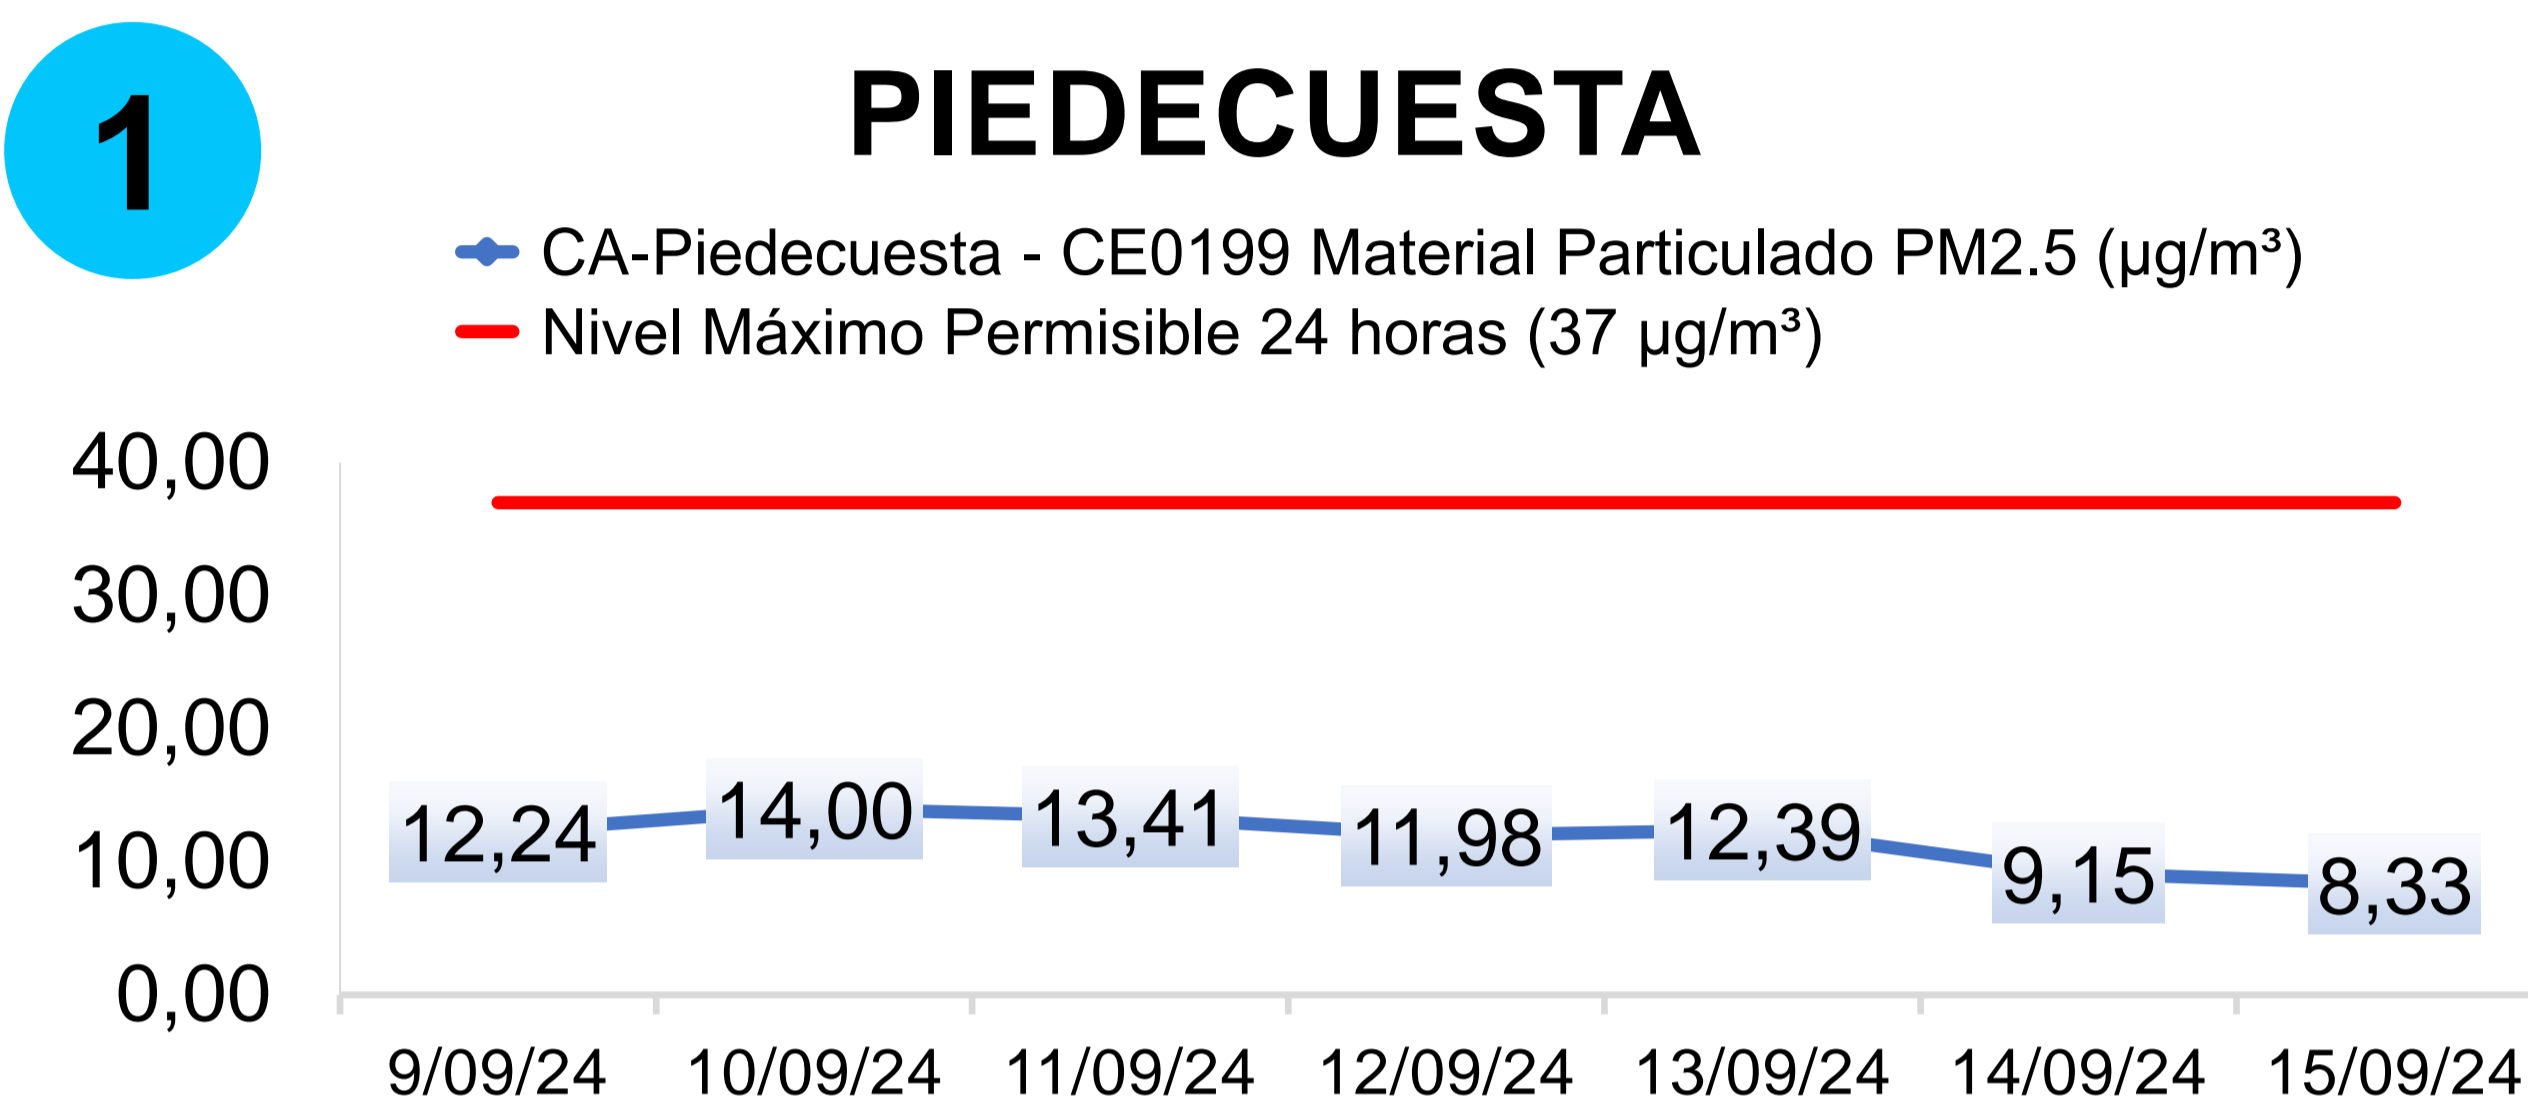 1
PIEDECUESTA
CA-Piedecuesta - CE0199 Material Particulado PM2.5 (µg/m³)
Nivel Máximo Permisible 24 horas (37 µg/m³)
40,00
30,00
20,00
10,00
0,00
12,24 14,00 13,41 11,98 12,39 9,15 8,33
9/09/24 10/09/24 11/09/24 12/09/24 13/09/24 14/09/24 15/09/24